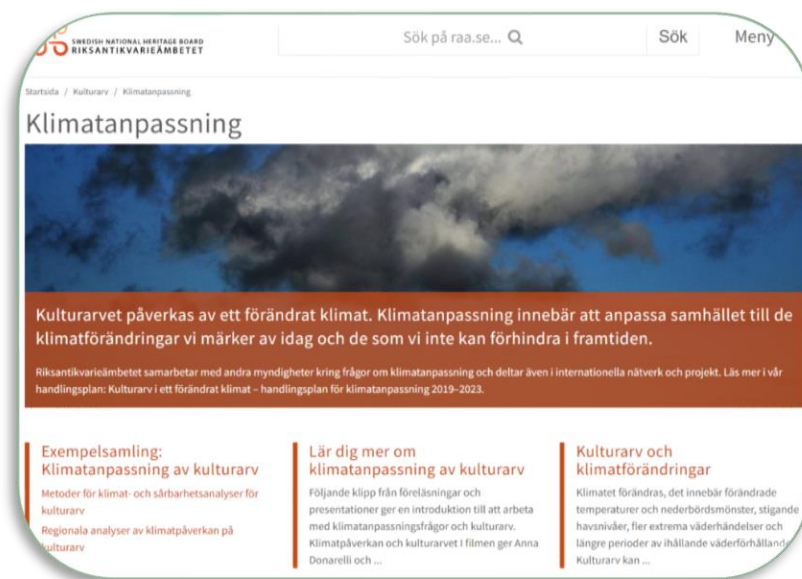 SWEDISH NATIONAL HERITAGE BOARD
RIKSANTIKVARIEÄMBETET
Sök på raa.se...
Sök
Meny
Startsida / Kulturarv / Klimatanpassning
Klimatanpassning
Kulturarvet påverkas av ett förändrat klimat. Klimatanpassning innebär att anpassa samhället till de
klimatförändringar vi märker av idag och de som vi inte kan förhindra i framtiden.
Riksantikvarieämbetet samarbetar med andra myndigheter kring frågor om klimatanpassning och deltar även i internationella nätverk och projekt. Läs mer i vår
handlingsplan: Kulturarv i ett förändrat klimat – handlingsplan för klimatanpassning 2019–2023.
Exempelsamling:
Klimatanpassning av kulturarv
Metoder för klimat- och sårbarhetsanalyser för
kulturarv
Regionala analyser av klimatpåverkan på
kulturarv
Lär dig mer om
klimatanpassning av kulturarv
Följande klipp från föreläsningar och
presentationer ger en introduktion till att arbeta
med klimatanpassningsfrågor och kulturarv.
Klimatpåverkan och kulturarvet I filmen ger Anna
Donarelli och ...
Kulturarv och
klimatförändringar
Klimatet förändras, det innebär förändrade
temperaturer och nederbördsmönster, stigande
havsnivåer, fler extrema väderhändelser och
längre perioder av ihållande väderförhållanden
Kulturarv kan ...